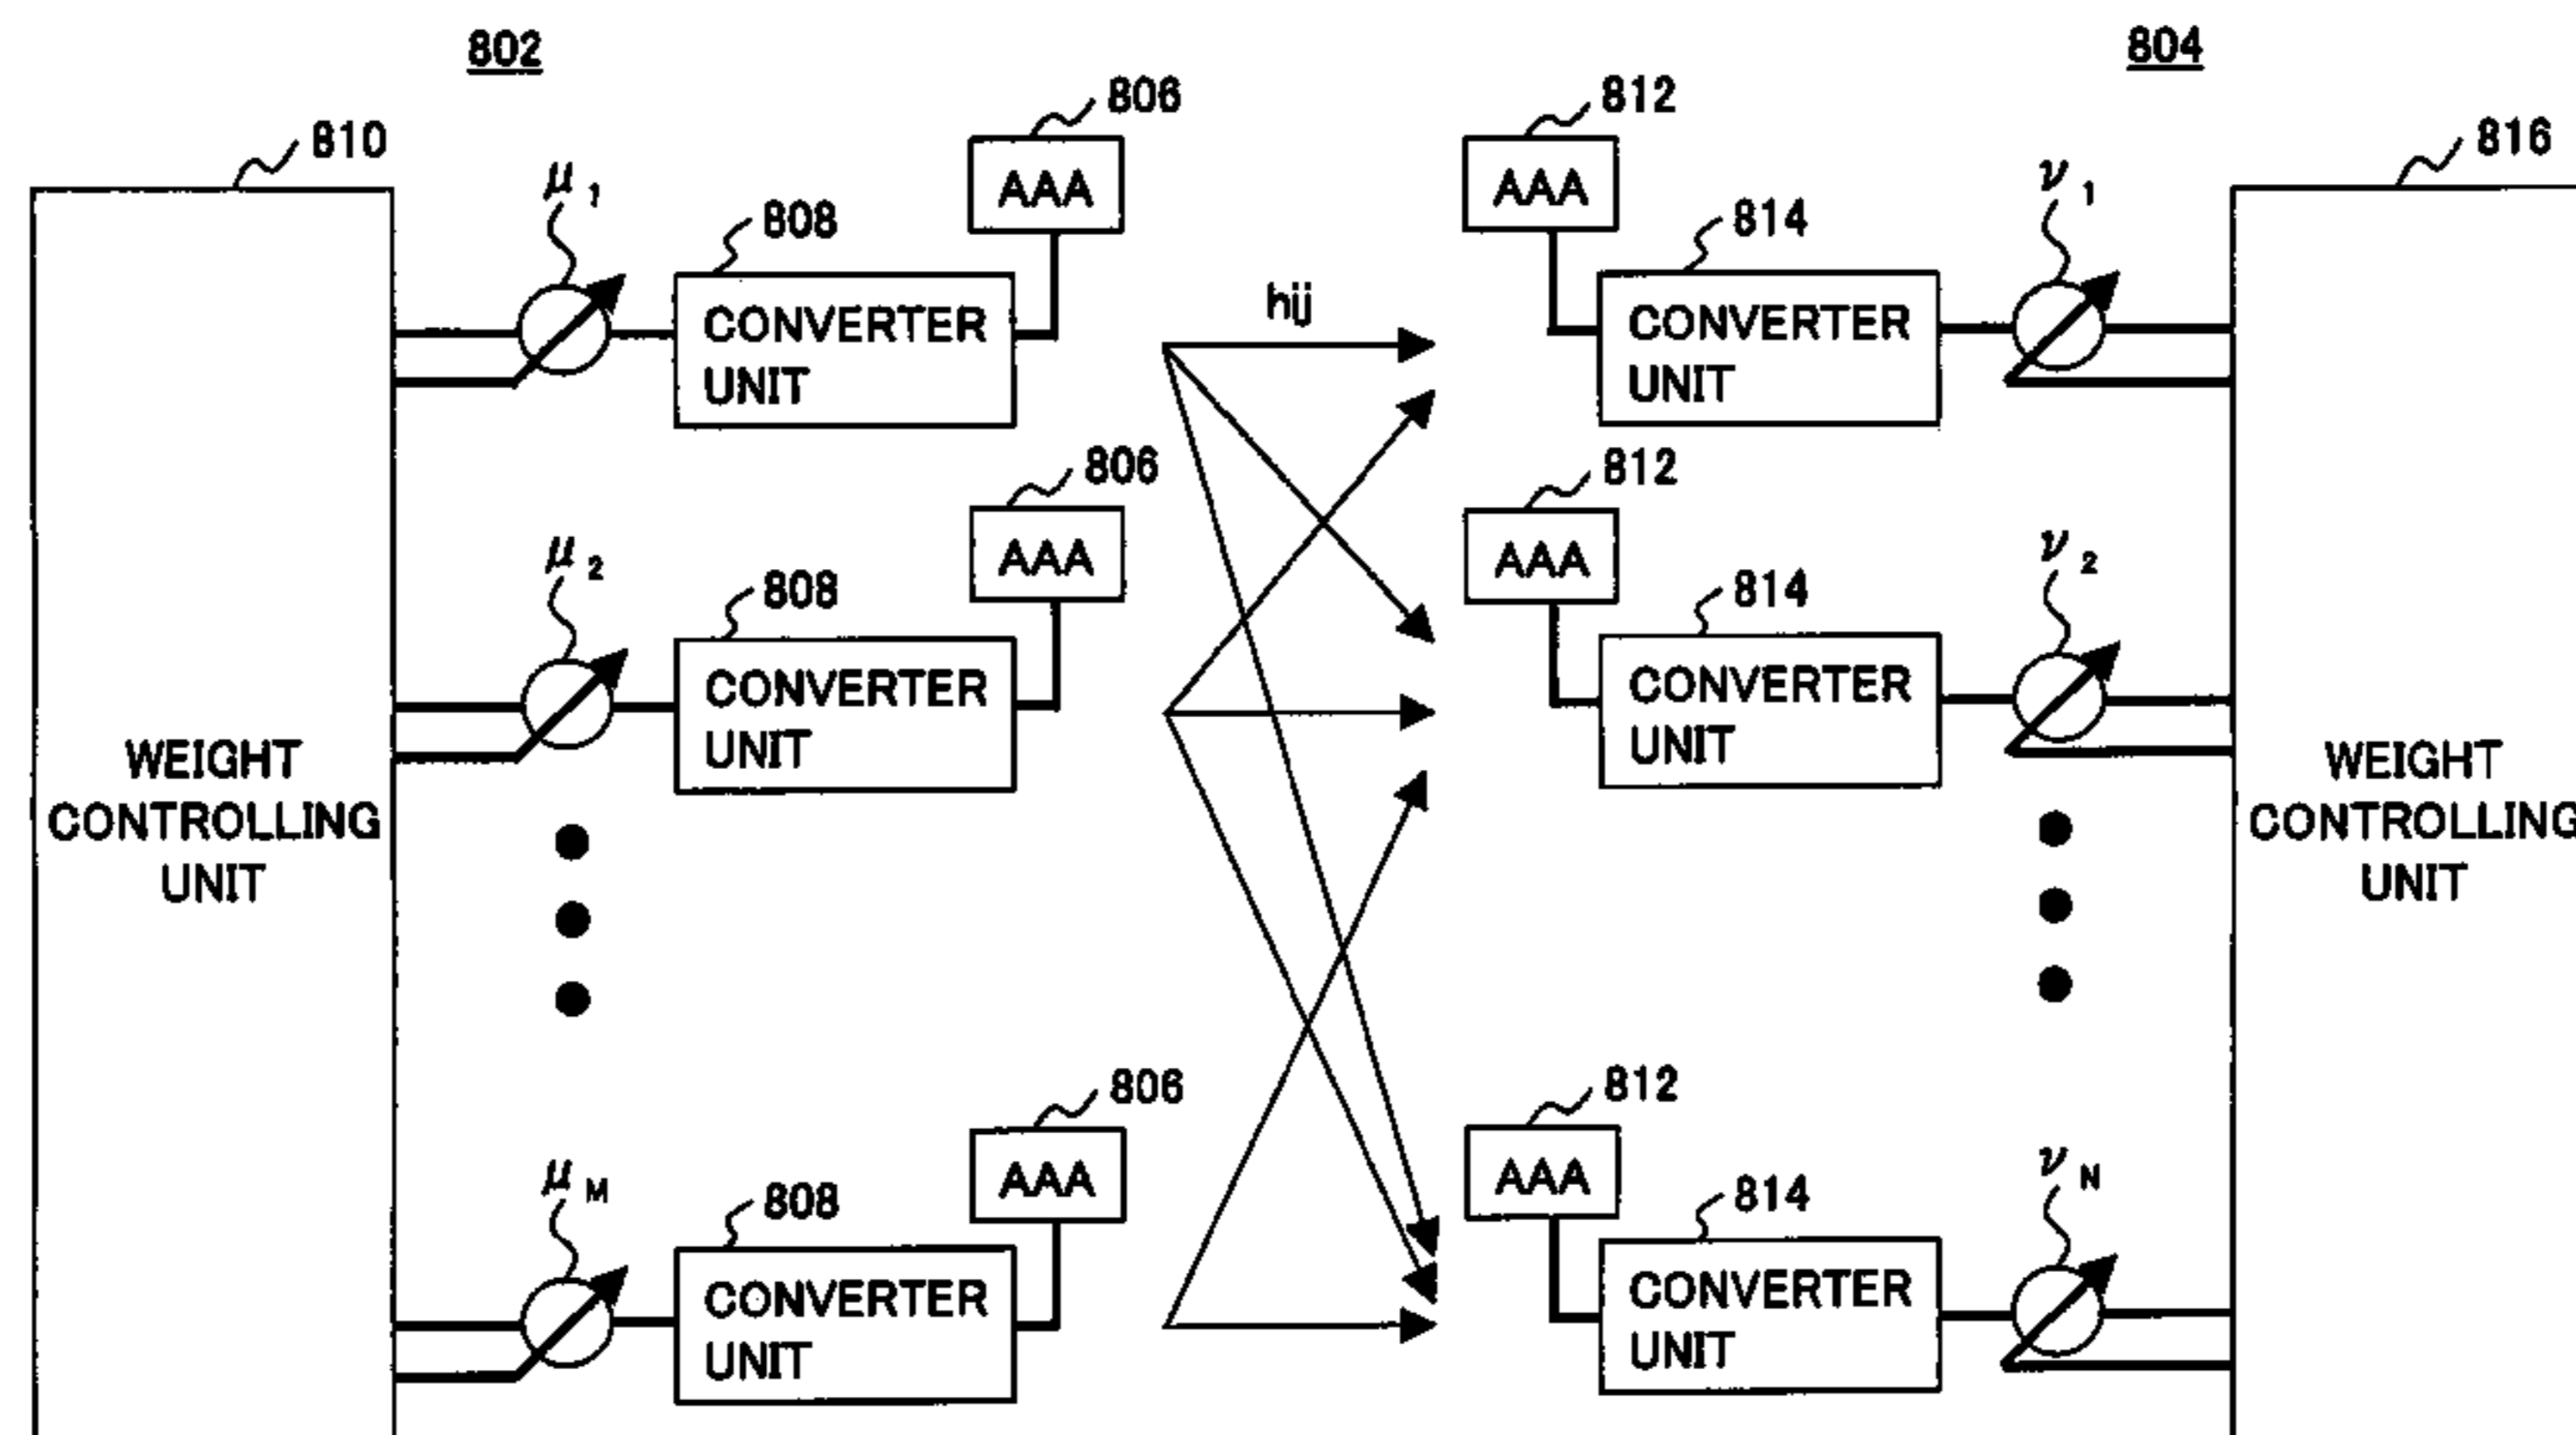 802
804
810
μ1
808
806
AAA
CONVERTER
UNIT
hij
812
AAA
814
CONVERTER
UNIT
ν1
816
μ2
808
806
AAA
CONVERTER
UNIT
812
AAA
814
CONVERTER
UNIT
ν2
WEIGHT
CONTROLLING
UNIT
WEIGHT
CONTROLLING
UNIT
μM
808
806
AAA
CONVERTER
UNIT
812
AAA
814
CONVERTER
UNIT
νN